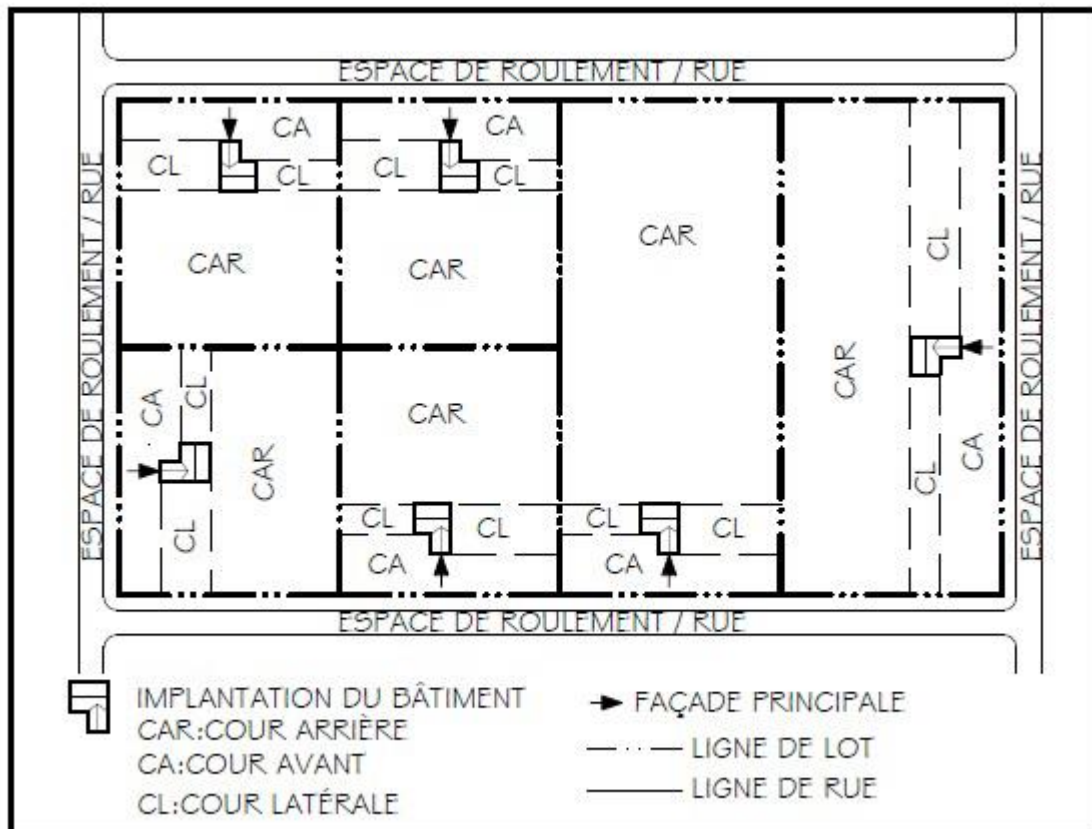 ESPACE DE ROULEMENT / RUE
ESPACE DE ROULEMENT / RUE
ESPACE DE ROULEMENT / RUE
CA
CA
CL
CL
CL
CL
CL
CAR
CAR
CAR
CAR
CAR
CA
CL
CAR
CAR
CL
CA
CL
CL
CL
CL
CL
CA
CA
ESPACE DE ROULEMENT / RUE
IMPLANTATION DU BÂTIMENT
CAR:COUR ARRIÈRE
CA:COUR AVANT
CL:COUR LATÉRALE
FAÇADE PRINCIPALE
LIGNE DE LOT
LIGNE DE RUE